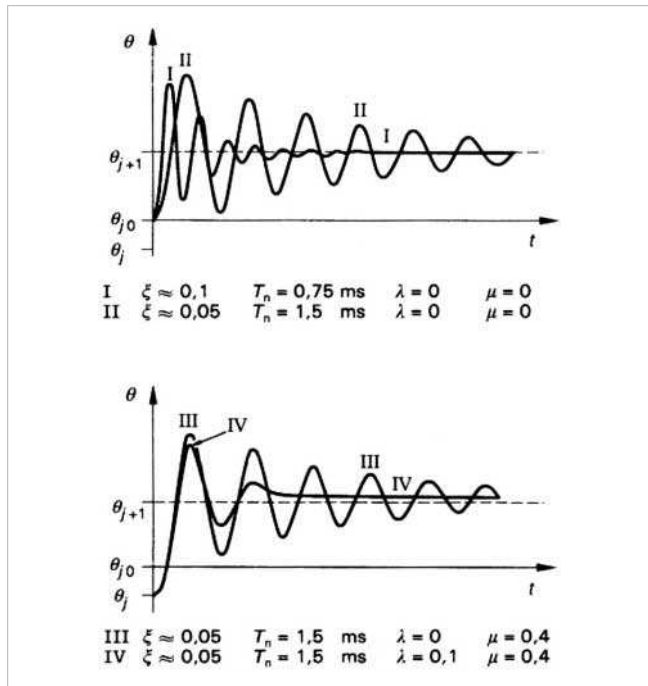 θ
II
I
II
I
θj+1
θj0
t
θj
I ξ ≈ 0,1 Tn = 0,75 ms λ = 0 μ = 0
II ξ ≈ 0,05 Tn = 1,5 ms λ = 0 μ = 0
θ
III
IV
III
IV
θj+1
θj0
t
θj
III ξ ≈ 0,05 Tn = 1,5 ms λ = 0 μ = 0,4
IV ξ ≈ 0,05 Tn = 1,5 ms λ = 0,1 μ = 0,4